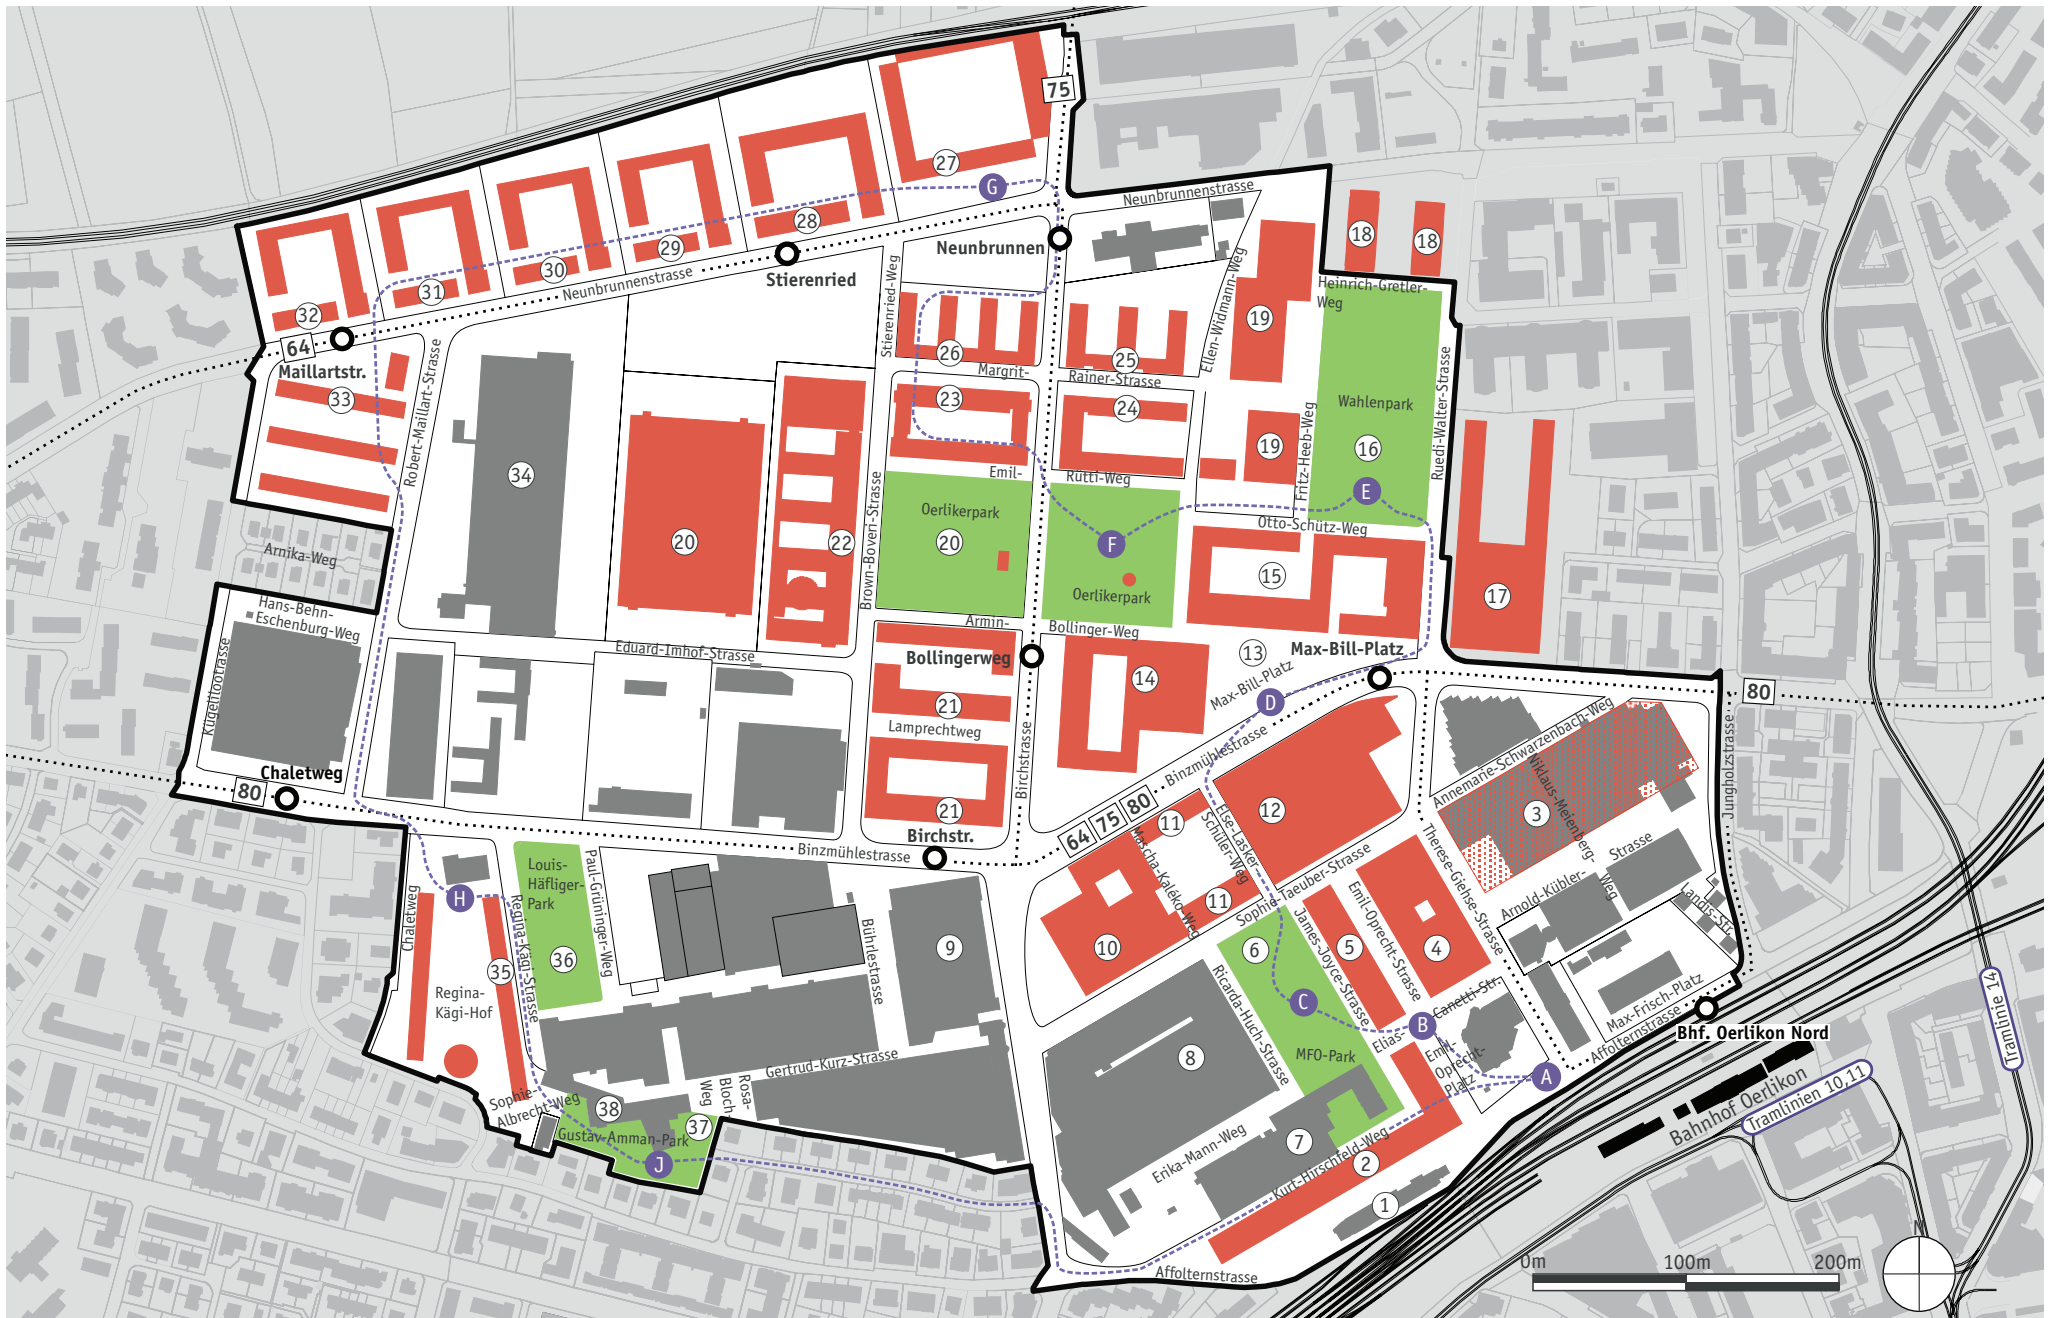 75
27
G
Neunbrunnenstrasse
18
18
28
Neunbrunnen
29
Stierenried
30
Neunbrunnenstrasse
31
32
Heinrich-Gretler-
Weg
19
64
Maillartstr.
33
Robert-Maillart-Strasse
Stierenried-Weg
26
25
Ellen-Widmann-Weg
Margrit-
Rainer-Strasse
23
24
Wahlenpark
16
Ruedi-Walter-Strasse
19
Fritz-Heeb-Weg
34
Emil-
Rütti-Weg
E
Oerlikerpark
20
20
22
Brown-Boveri-Strasse
F
Otto-Schütz-Weg
15
17
Arnika-Weg
Oerlikerpark
Hans-Behn-
Eschenburg-Weg
Armin-
Bollinger-Weg
Eduard-Imhof-Strasse
Bollingerweg
13
Max-Bill-Platz
Max-Bill-Platz
14
D
80
Kügeliloostrasse
21
Lamprechtweg
Birchstrasse
Binzmühlestrasse
Chaletweg
80
21
Birchstr.
Binzmühlestrasse
64
75
80
11
12
Else-Lasker-
Schüler-Weg
Mascha-Kaléko-Weg
11
Annemarie-Schwarzenbach-Weg
Niklaus-Meienberg-
Weg
3
Jungholzstrasse
Therese-Giehse-Strasse
Sophie-Taeuber-Strasse
Arnold-Kübler-
Strasse
Landis-Str.
Louis-
Häfliger-
Park
36
Paul-Grüninger-Weg
H
Chaletweg
35
Regina-Kägi-Strasse
Regina-
Kägi-Hof
Bührlestrasse
9
10
6
5
4
James-Joyce-Strasse
Emil-Oprecht-Strasse
Ricarda-Huch-Strasse
C
B
Elias-
Canetti-Str.
MFO-Park
Emil-
Oprecht-
Platz
A
Max-Frisch-Platz
Affolternstrasse
Bhf. Oerlikon Nord
Tramlinie 14
Tramlinien 10,11
Bahnhof Oerlikon
8
Gertrud-Kurz-Strasse
Rosa-
Bloch-
Weg
Sophie-
Albrecht-Weg
38
37
Gustav-Amman-Park
J
Erika-Mann-Weg
7
Kurt-Hirschfeld-Weg
2
1
Affolternstrasse
0m
100m
200m
N